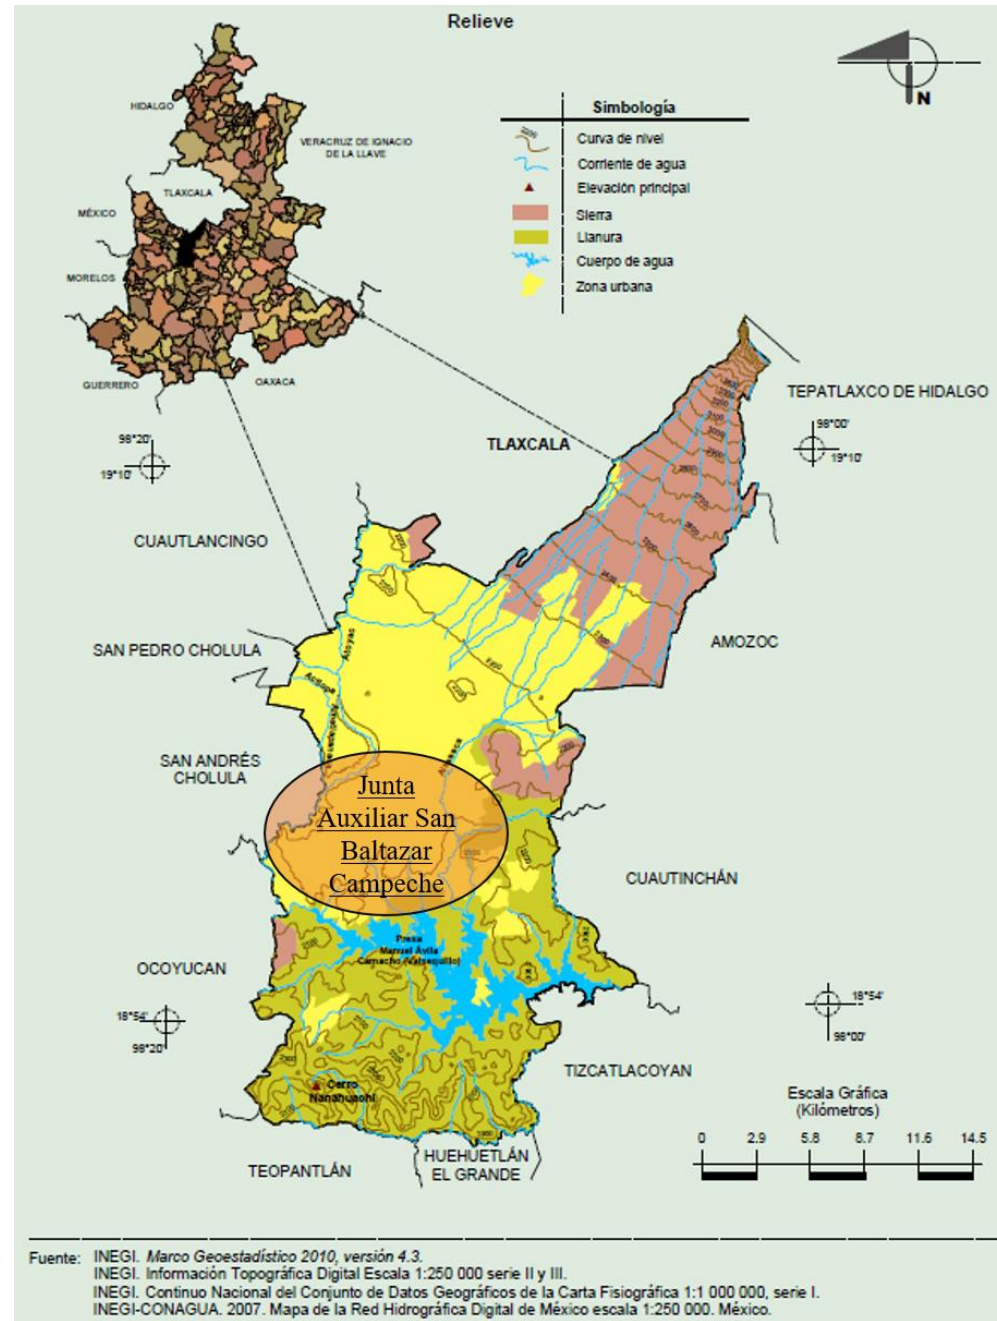 Relieve
N
Simbología
Curva de nivel
Corriente de agua
Elevación principal
Sierra
Llanura
Cuerpo de agua
Zona urbana
2200
HIDALGO
VERACRUZ DE IGNACIO
DE LA LLAVE
TLAXCALA
MÉXICO
MORELOS
GUERRERO
OAXACA
98°20'
19°10'
TLAXCALA
TEPATLAXCO DE HIDALGO
98°00'
19°10'
CUAUTLANCINGO
SAN PEDRO CHOLULA
AMOZOC
SAN ANDRÉS
CHOLULA
Atoyac
Junta
Auxiliar San
Baltazar
Campeche
CUAUTINCHÁN
Presa
Manuel Ávila
Camacho (Valsequillo)
OCOYUCAN
18°54'
98°20'
18°54'
98°00'
TIZCATLACOYAN
Cerro
Escala Gráfica
(Kilómetros)
0 2.9 5.8 8.7 11.6 14.5
TEOPANTLÁN
HUEHUETLÁN
EL GRANDE
Fuente: INEGI. Marco Geoestadístico 2010, versión 4.3.
INEGI. Información Topográfica Digital Escala 1:250 000 serie II y III.
INEGI. Continuo Nacional del Conjunto de Datos Geográficos de la Carta Fisiográfica 1:1 000 000, serie I.
INEGI-CONAGUA. 2007. Mapa de la Red Hidrográfica Digital de México escala 1:250 000. México.